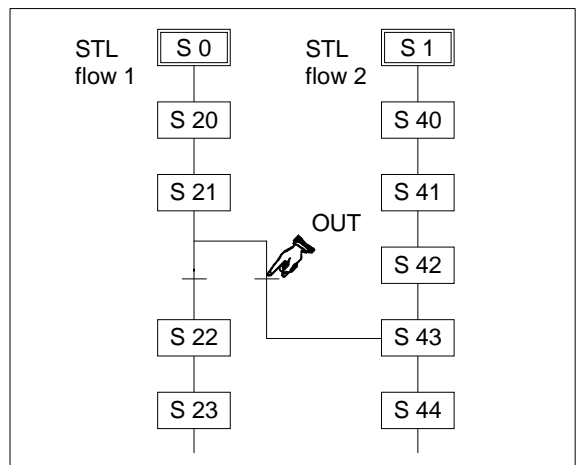 STL
flow 1
S 0
STL
flow 2
S 1
S 20
S 40
S 21
S 41
OUT
S 42
S 22
S 43
S 23
S 44